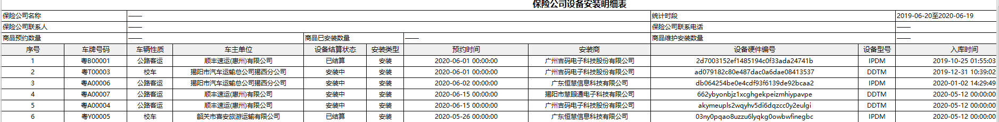 保险公司设备安装明细表
保险公司名称 —— 统计时段 2019-06-20至2020-06-19
保险公司联系人 —— 保险公司联系电话 ——
商品预约数量 —— 商品已安装数量 —— 商品维护安装数量 ——
序号 车牌号码 车辆性质 车主单位 设备结算状态 安装类型 预约时间 安装商 设备硬件编号 设备型号 入库时间
1 粤B00001 公路客运 顺丰速运(惠州)有限公司 已结算 安装 2020-06-01 00:00:00 广州吉码电子科技股份有限公司 2d7003152ef1485194c0f33ada24741b IPDM 2019-10-25 01:55:03
2 粤T00003 校车 揭阳市汽车运输总公司揭西分公司 安装中 安装 2020-06-01 00:00:00 广州吉码电子科技股份有限公司 ad079182c80e487dac0a6dae08413537 DDTM 2019-12-31 10:39:02
3 粤A00006 公路客运 揭阳市汽车运输总公司揭西分公司 安装中 安装 2020-06-02 00:00:00 广东恒慧信息科技有限公司 db064254be0e4cdf93f6139de92bcaa2 IPDM 2020-01-02 14:29:49
4 粤A00007 公路客运 顺丰速运(惠州)有限公司 安装中 安装 2020-06-15 00:00:00 揭阳市慧眼通电子科技有限公司 662ybyonbjz1xcghgekpeizmhiypavpe DDTM 2020-05-12 00:00:00
5 粤A00004 公路客运 顺丰速运(惠州)有限公司 安装中 安装 2020-06-15 00:00:00 广州吉码电子科技股份有限公司 akymeupls2wqyhv5di6dqzcc0y2eulgi DDTM 2020-05-12 00:00:00
6 粤Y00005 校车 韶关市喜安旅游运输有限公司 已结算 安装 2020-05-26 00:00:00 广东恒慧信息科技有限公司 03ny0pqao8uzzu6lyqkg0owbwfinegbc IPDM 2020-05-12 00:00:00